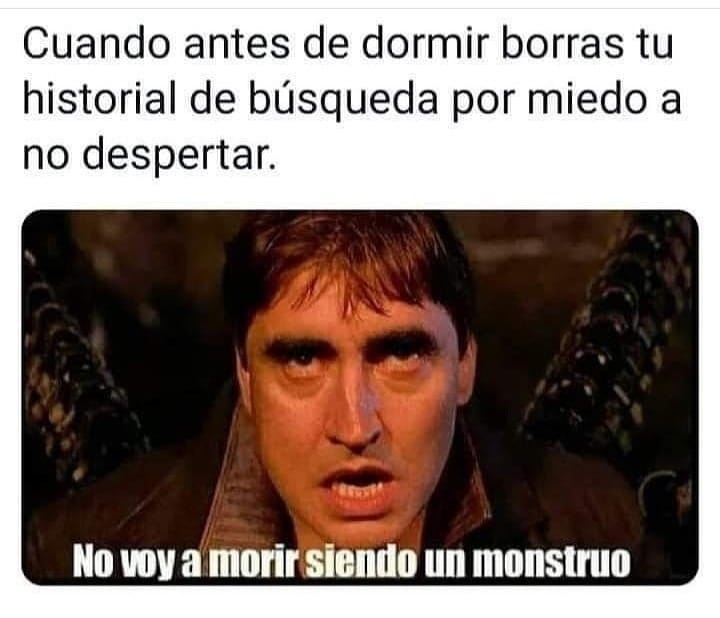 Cuando antes de dormir borras tu
historial de búsqueda por miedo a
no despertar.
No voy a morir siendo un monstruo